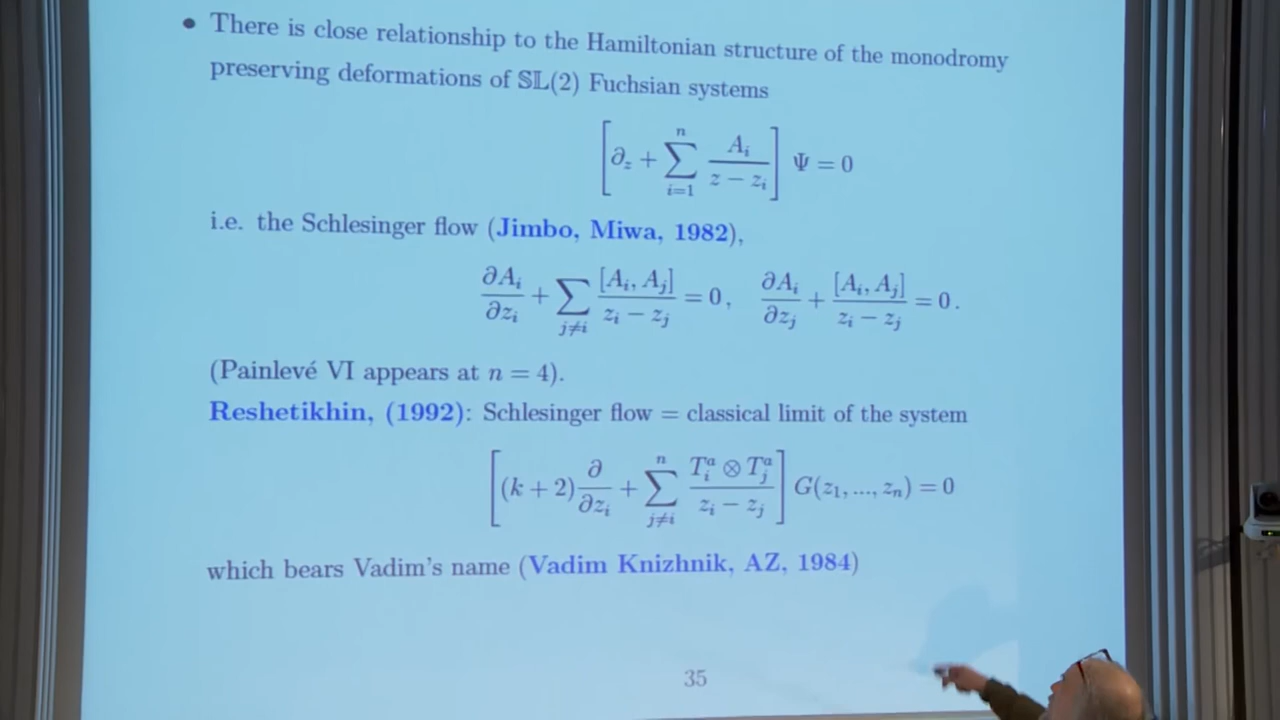 • There is close relationship to the Hamiltonian structure of the monodromy
preserving deformations of 𝕊𝕃(2) Fuchsian systems
[∂_z + ∑_{i=1}^{n} A_i / (z − z_i)] Ψ = 0
i.e. the Schlesinger flow (Jimbo, Miwa, 1982),
∂A_i/∂z_i + ∑_{j≠i} [A_i, A_j] / (z_i − z_j) = 0, ∂A_i/∂z_j + [A_i, A_j] / (z_i − z_j) = 0.
(Painlevé VI appears at n = 4).
Reshetikhin, (1992): Schlesinger flow = classical limit of the system
[(k + 2) ∂/∂z_i + ∑_{j≠i}^{n} T_i^a ⊗ T_j^a / (z_i − z_j)] G(z_1, ..., z_n) = 0
which bears Vadim's name (Vadim Knizhnik, AZ, 1984)
35